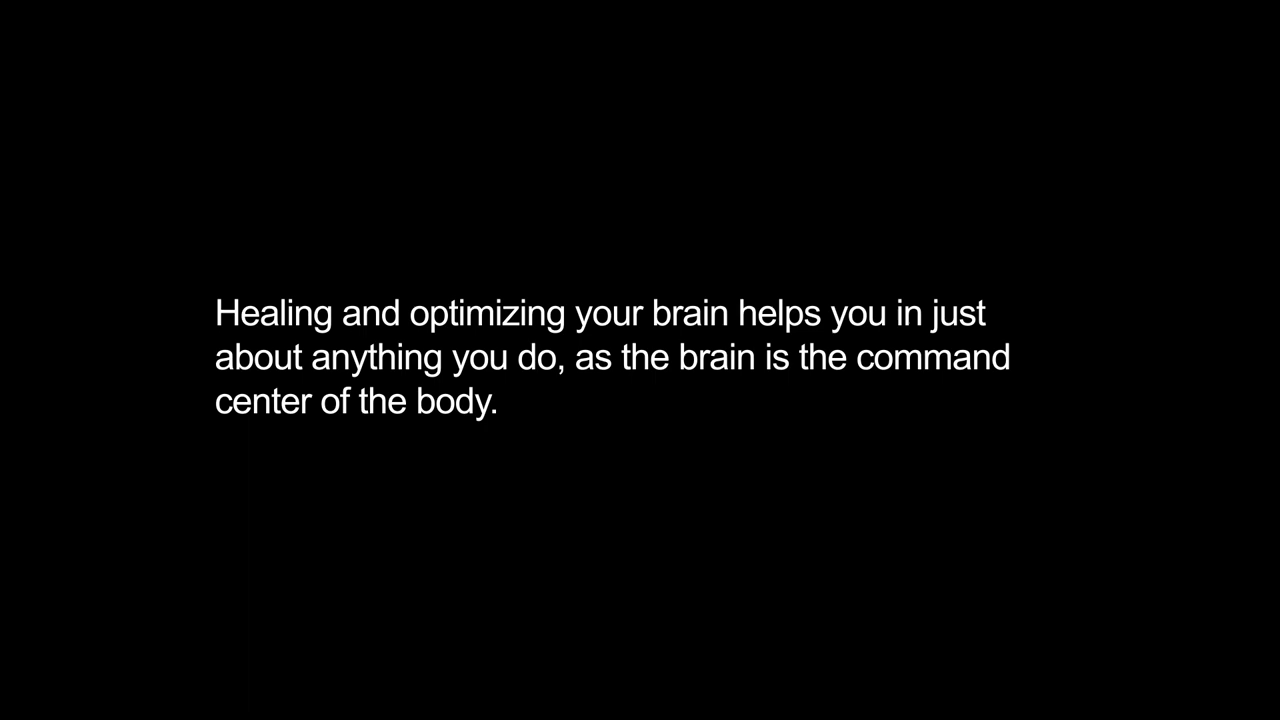 Healing and optimizing your brain helps you in just
about anything you do, as the brain is the command
center of the body.